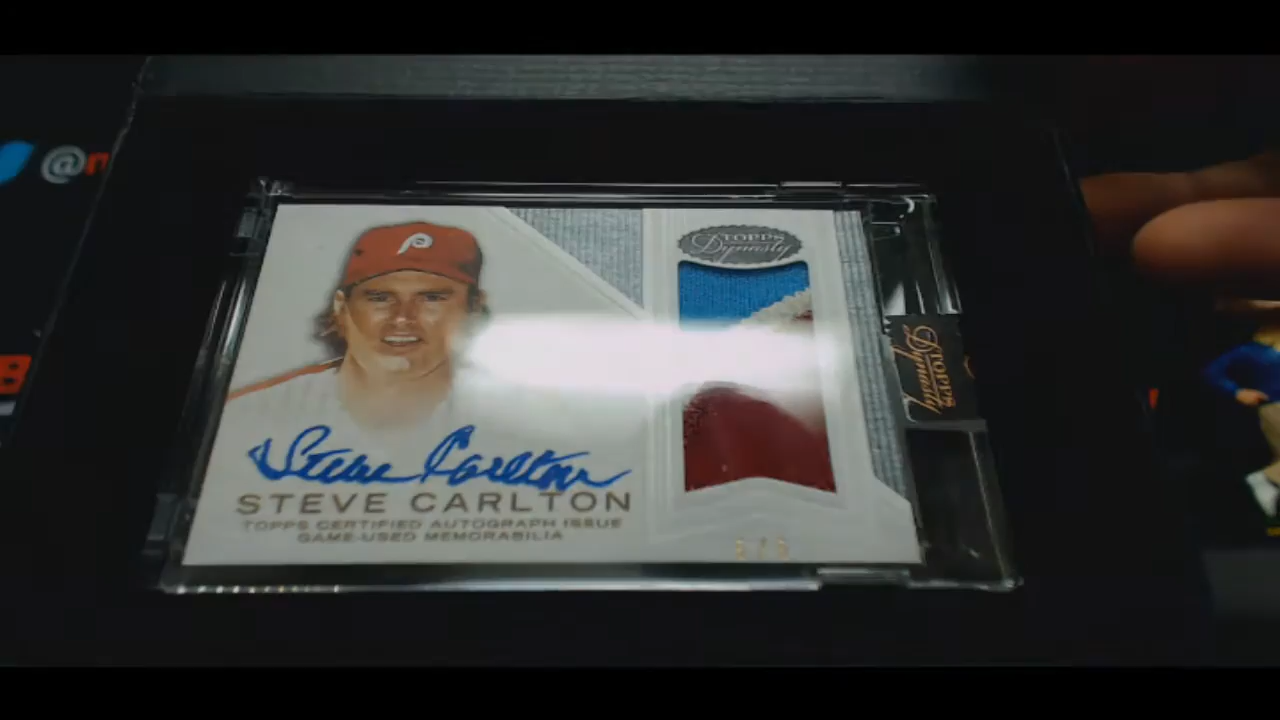 @
TOPPS
Dynasty
P
TOPPS
Dynasty
Steve Carlton
STEVE CARLTON
TOPPS CERTIFIED AUTOGRAPH ISSUE
GAME-USED MEMORABILIA